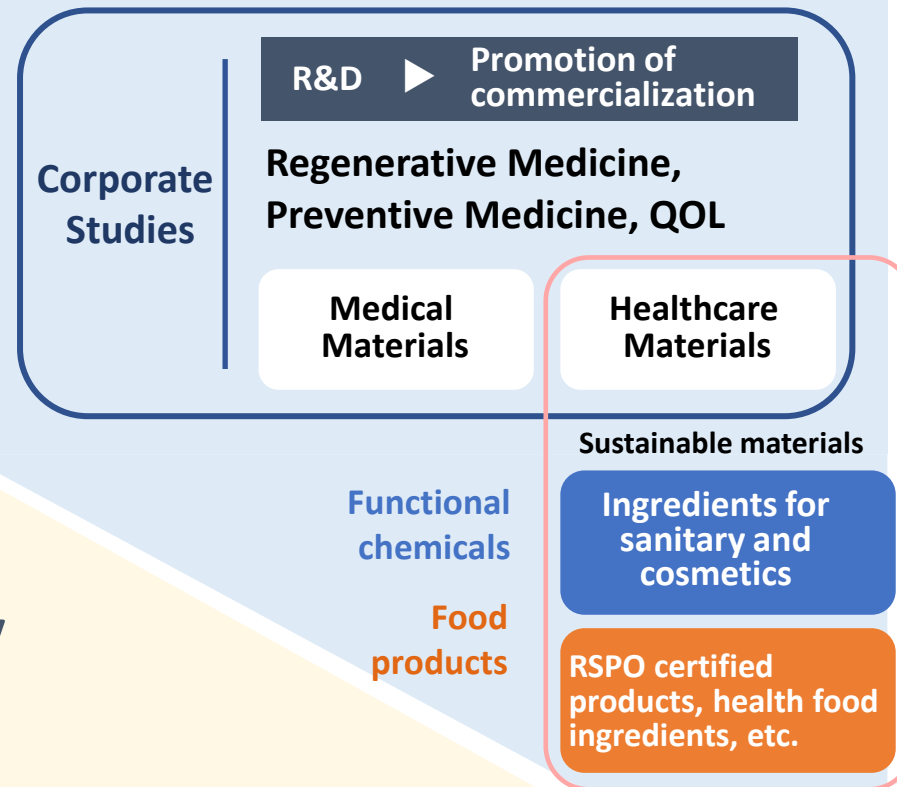 R&D ▶ Promotion of
commercialization
Corporate
Studies
Regenerative Medicine,
Preventive Medicine, QOL
Medical
Materials
Healthcare
Materials
Sustainable materials
Functional
chemicals
Ingredients for
sanitary and
cosmetics
Food
products
RSPO certified
products, health food
ingredients, etc.